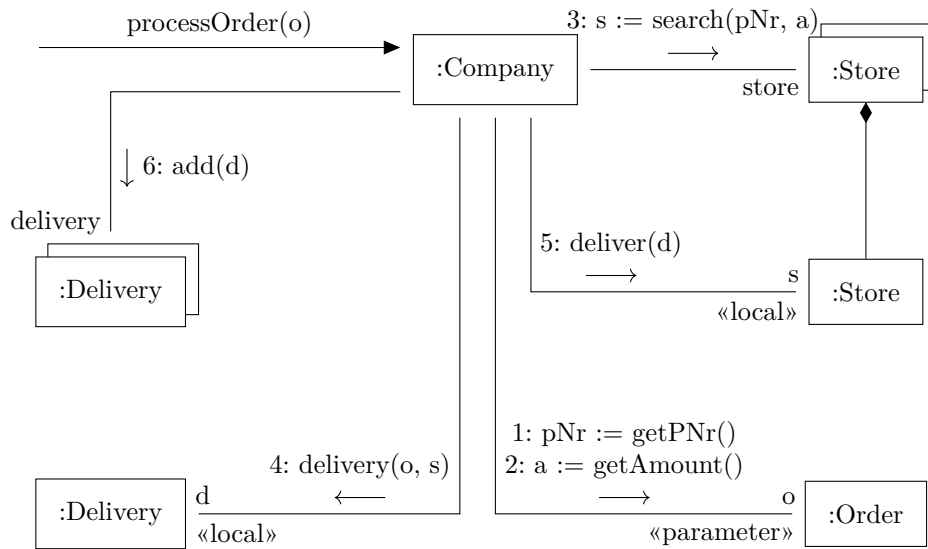 processOrder(o)
3: s := search(pNr, a)
:Company
:Store
store
6: add(d)
delivery
5: deliver(d)
:Delivery
s
:Store
«local»
1: pNr := getPNr()
4: delivery(o, s)
2: a := getAmount()
d
o
:Delivery
:Order
«local»
«parameter»